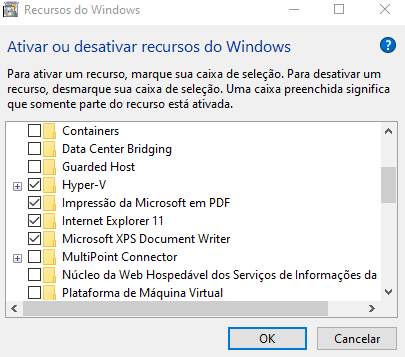 Recursos do Windows
Ativar ou desativar recursos do Windows
?
Para ativar um recurso, marque sua caixa de seleção. Para desativar um
recurso, desmarque sua caixa de seleção. Uma caixa preenchida significa
que somente parte do recurso está ativada.
Containers
Data Center Bridging
Guarded Host
Hyper-V
Impressão da Microsoft em PDF
Internet Explorer 11
Microsoft XPS Document Writer
MultiPoint Connector
Núcleo da Web Hospedável dos Serviços de Informações da
Plataforma de Máquina Virtual
OK
Cancelar